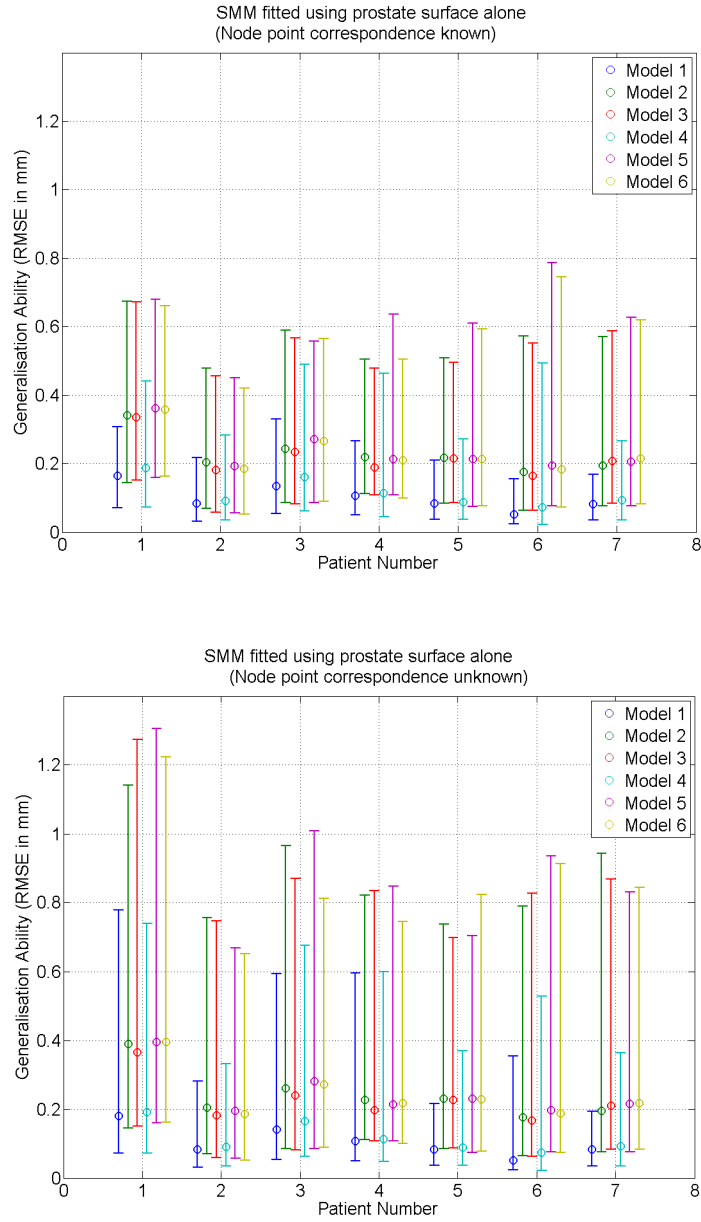 SMM fitted using prostate surface alone
(Node point correspondence known)
Generalisation Ability (RMSE in mm)
1.2
1
0.8
0.6
0.4
0.2
0
0 1 2 3 4 5 6 7 8
Patient Number
Model 1
Model 2
Model 3
Model 4
Model 5
Model 6
SMM fitted using prostate surface alone
(Node point correspondence unknown)
Generalisation Ability (RMSE in mm)
1.2
1
0.8
0.6
0.4
0.2
0
0 1 2 3 4 5 6 7 8
Patient Number
Model 1
Model 2
Model 3
Model 4
Model 5
Model 6